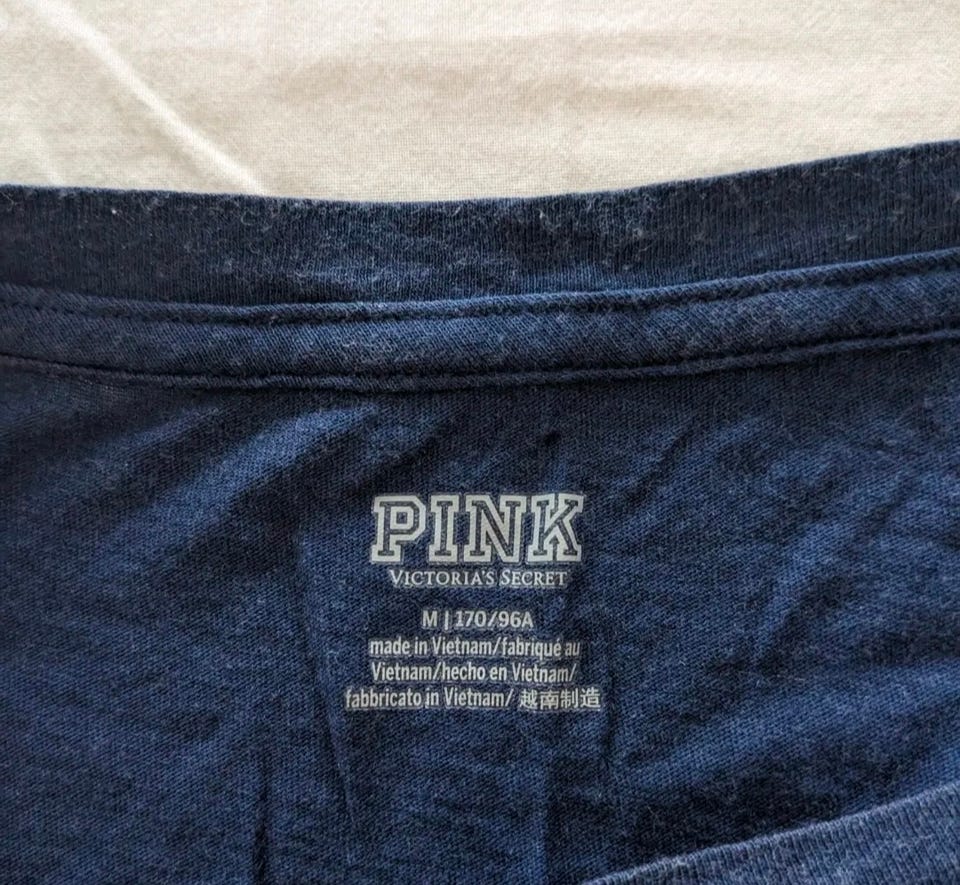 PINK
VICTORIA'S SECRET
M | 170/96A
made in Vietnam/fabriqué au
Vietnam/hecho en Vietnam/
fabbricato in Vietnam/ 越南制造